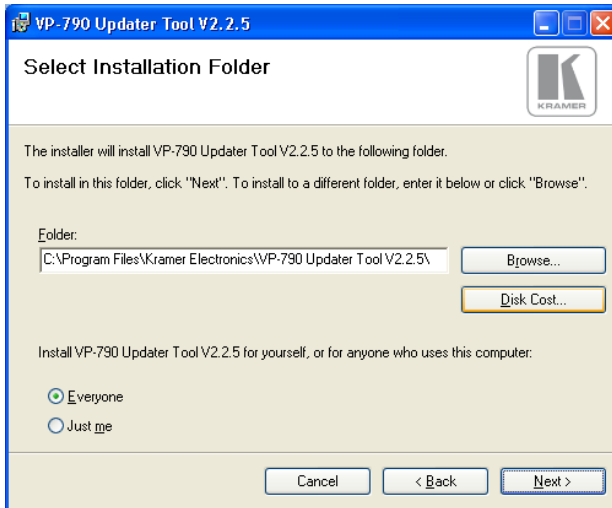 VP-790 Updater Tool V2.2.5
Select Installation Folder
KRAMER
The installer will install VP-790 Updater Tool V2.2.5 to the following folder.
To install in this folder, click "Next". To install to a different folder, enter it below or click "Browse".
Folder:
C:\Program Files\Kramer Electronics\VP-790 Updater Tool V2.2.5\
Browse...
Disk Cost...
Install VP-790 Updater Tool V2.2.5 for yourself, or for anyone who uses this computer:
Everyone
Just me
Cancel
< Back
Next >